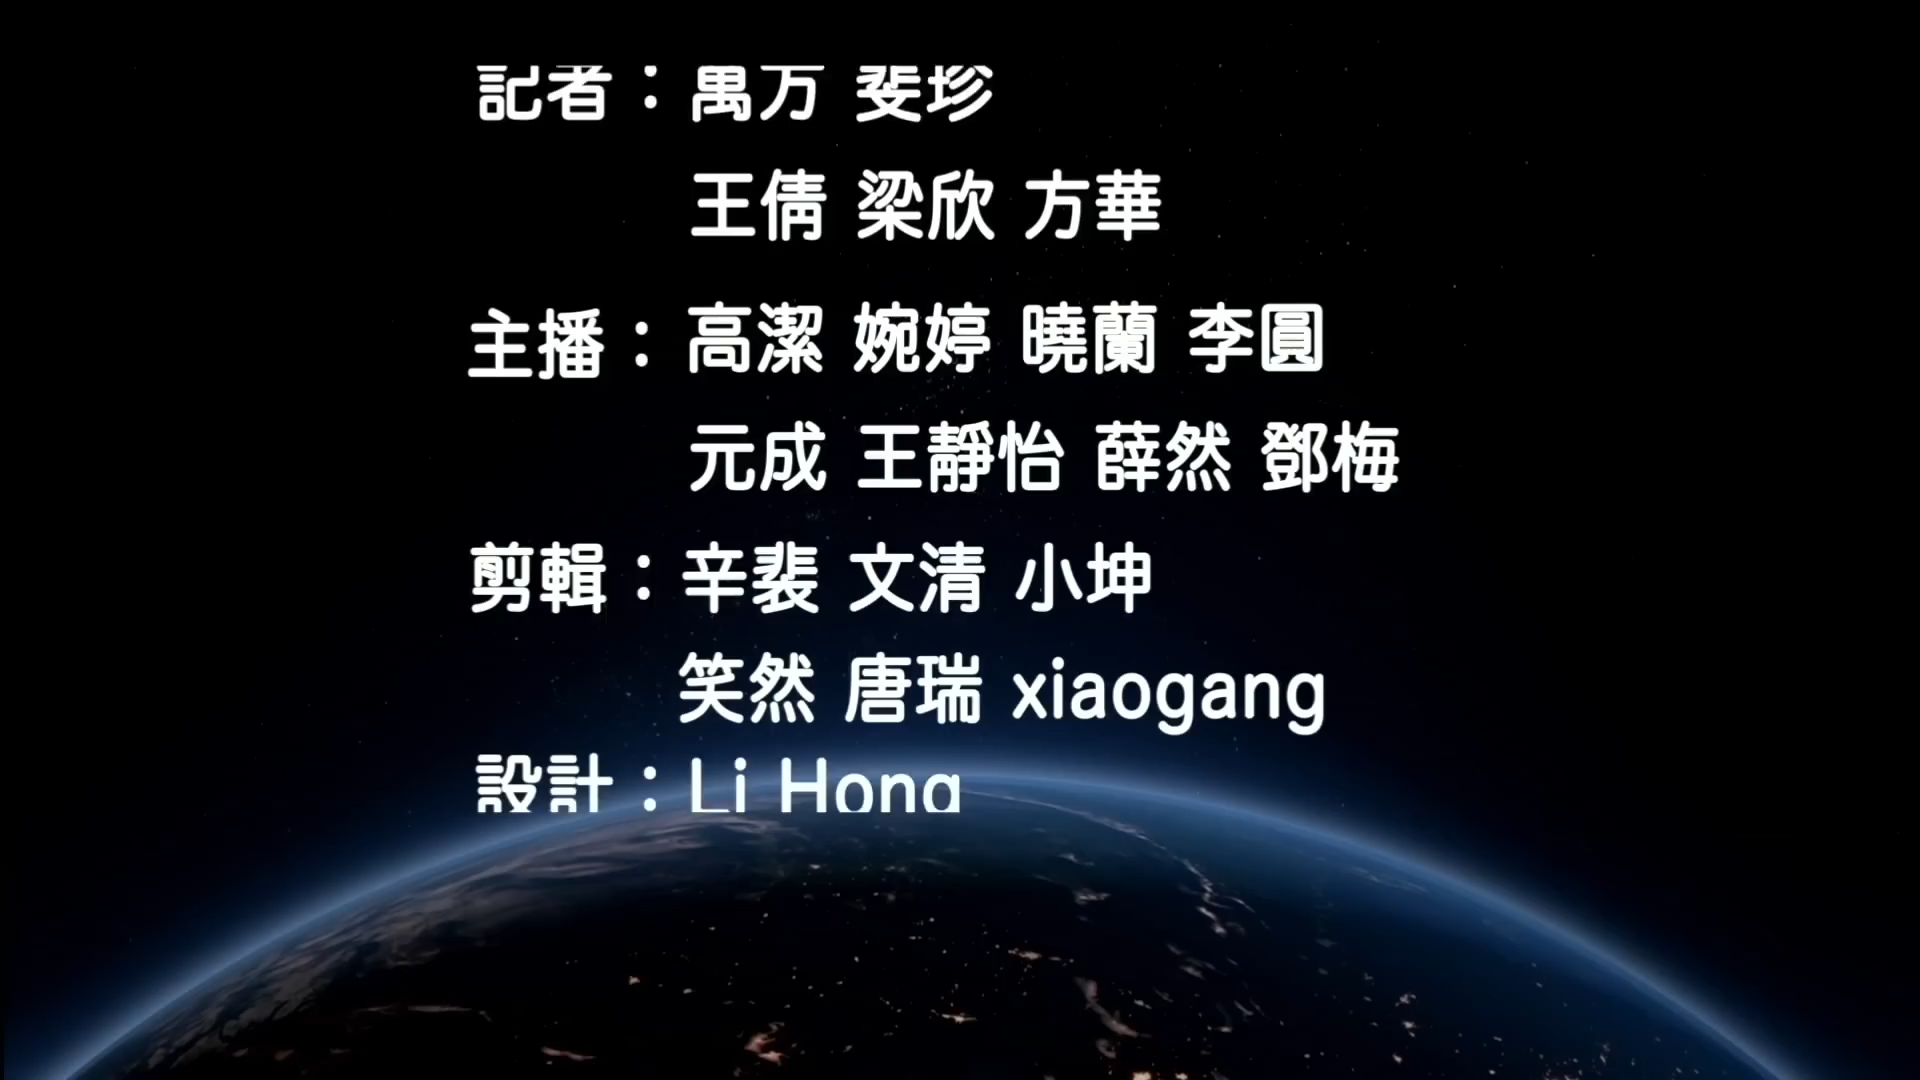 記者：萬方 斐珍
王倩 梁欣 方華
主播：高潔 婉婷 曉蘭 李圓
元成 王靜怡 薛然 鄧梅
剪輯：辛裴 文清 小坤
笑然 唐瑞 xiaogang
設計：Li Hong